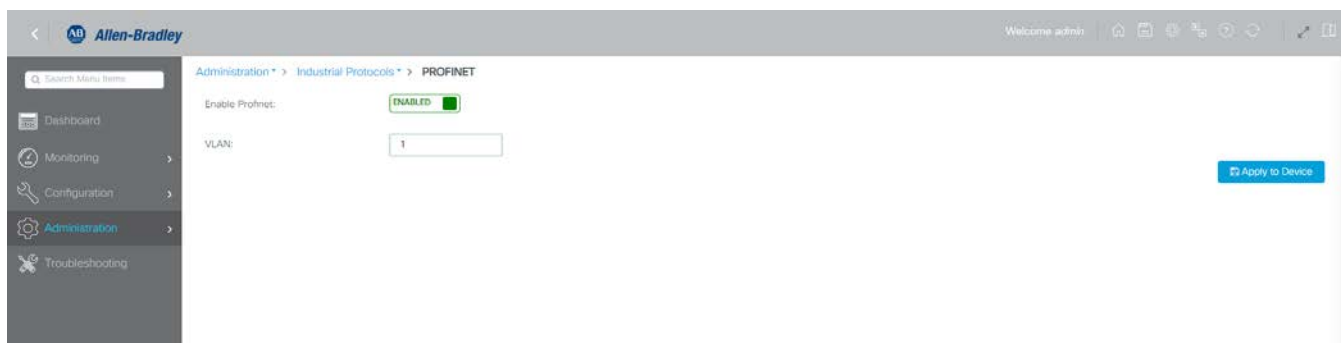 Allen-Bradley
Welcome admin
Search Menu Items
Administration > Industrial Protocols > PROFINET
Enable Profinet:
ENABLED
Dashboard
VLAN:
1
Monitoring
Apply to Device
Configuration
Administration
Troubleshooting